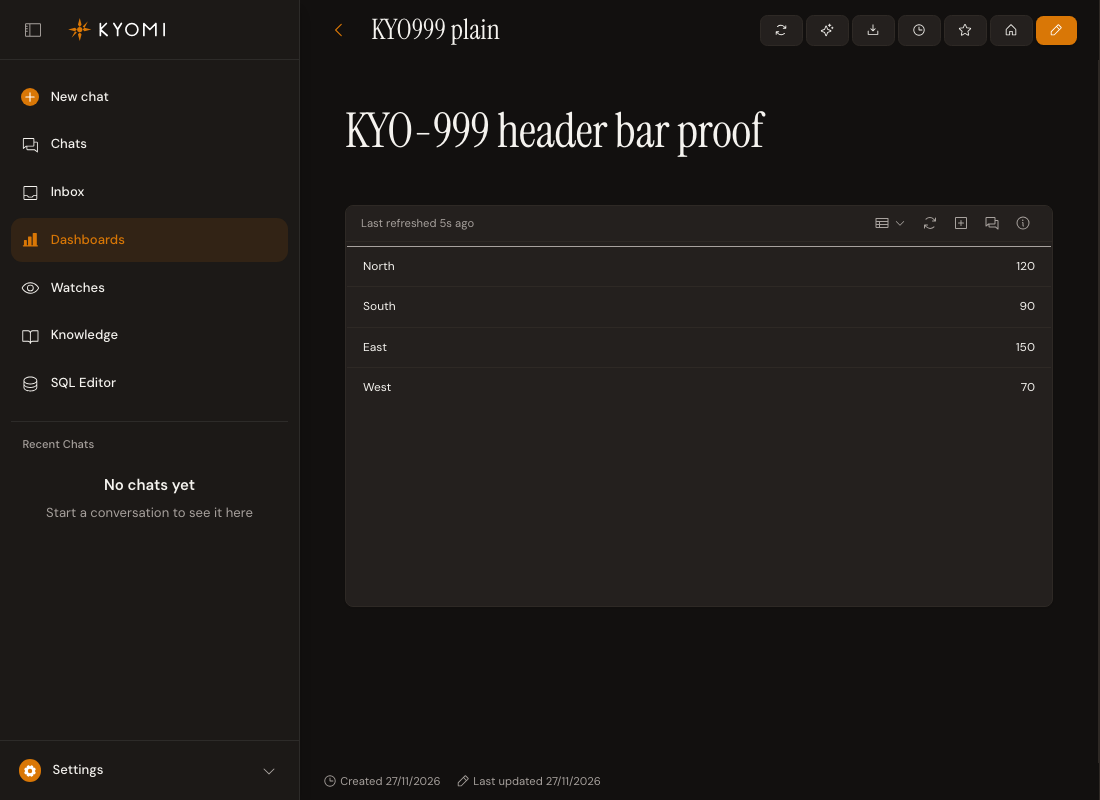 KYOMI
KYO999 plain
New chat
Chats
Inbox
Dashboards
Watches
Knowledge
SQL Editor
Recent Chats
No chats yet
Start a conversation to see it here
Settings
KYO-999 header bar proof
Last refreshed 5s ago
North 120
South 90
East 150
West 70
Created 27/11/2026 Last updated 27/11/2026